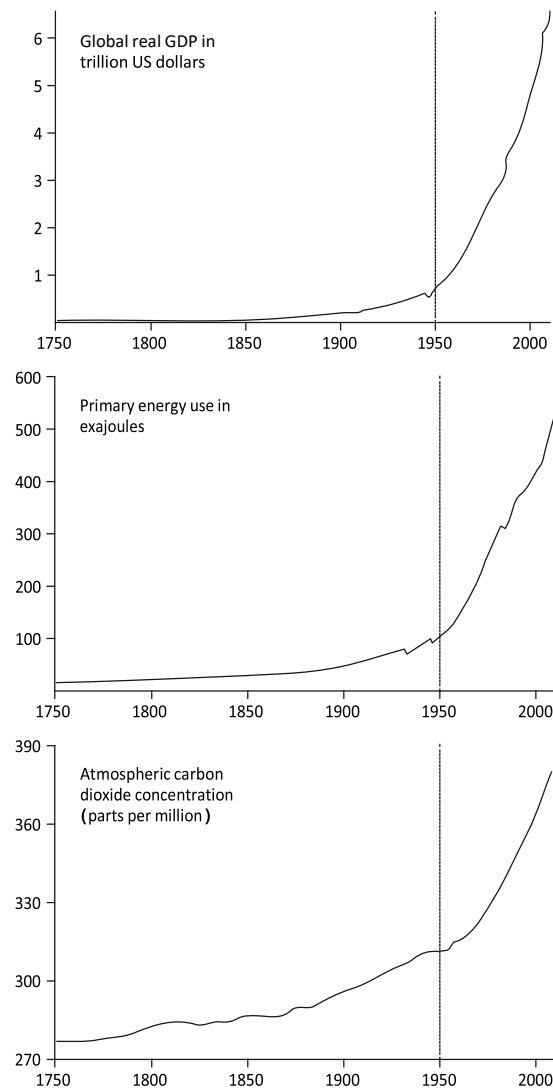 Global real GDP in
trillion US dollars
6
5
4
3
2
1
1750 1800 1850 1900 1950 2000
600
Primary energy use in
exajoules
500
400
300
200
100
1750 1800 1850 1900 1950 2000
390
Atmospheric carbon
dioxide concentration
(parts per million)
360
330
300
270
1750 1800 1850 1900 1950 2000